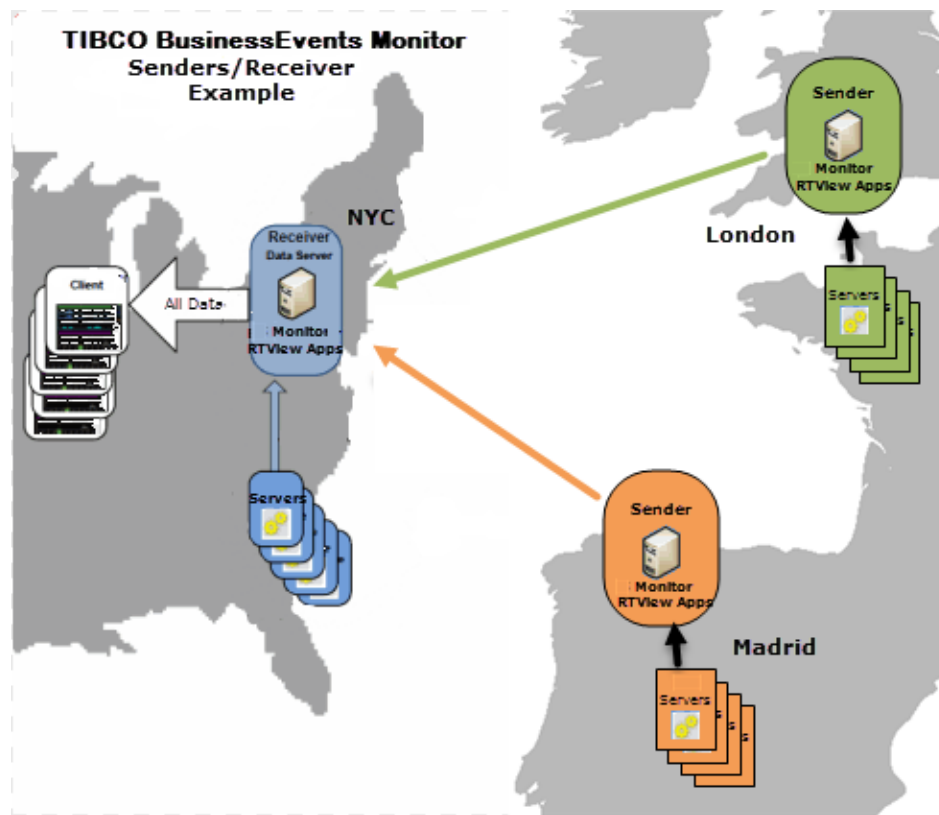 TIBCO BusinessEvents Monitor
Senders/Receiver
Example
Sender
Monitor
RTView Apps
London
Servers
NYC
Receiver
Data Server
Monitor
RTView Apps
Client
All Data
Servers
Sender
Monitor
RTView Apps
Madrid
Servers